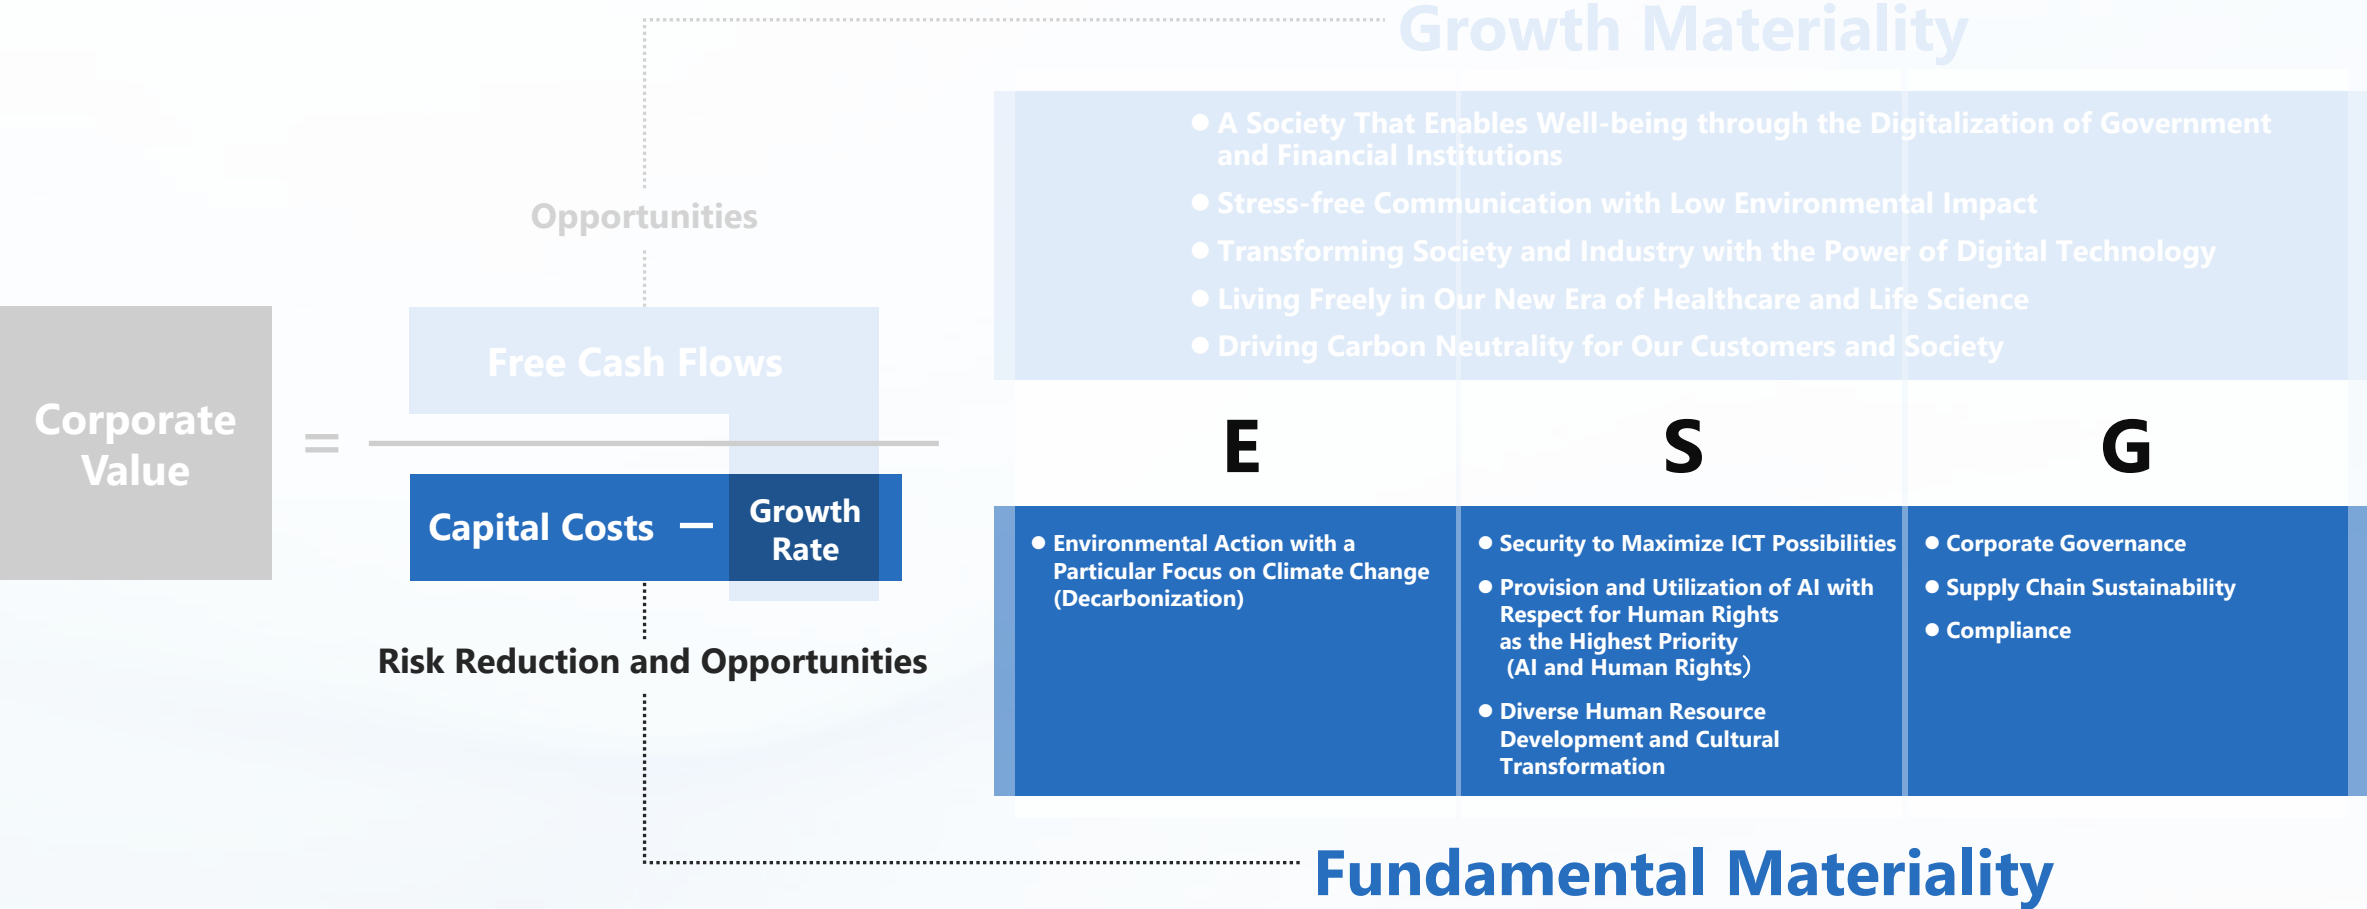 Growth Materiality
● A Society That Enables Well-being through the Digitalization of Government
and Financial Institutions
● Stress-free Communication with Low Environmental Impact
● Transforming Society and Industry with the Power of Digital Technology
● Living Freely in Our New Era of Healthcare and Life Science
● Driving Carbon Neutrality for Our Customers and Society
Opportunities
Corporate
Value
=
Free Cash Flows
Capital Costs －
Growth
Rate
Risk Reduction and Opportunities
E
S
G
● Environmental Action with a
Particular Focus on Climate Change
(Decarbonization)
● Security to Maximize ICT Possibilities
● Provision and Utilization of AI with
Respect for Human Rights
as the Highest Priority
(AI and Human Rights）
● Diverse Human Resource
Development and Cultural
Transformation
● Corporate Governance
● Supply Chain Sustainability
● Compliance
Fundamental Materiality